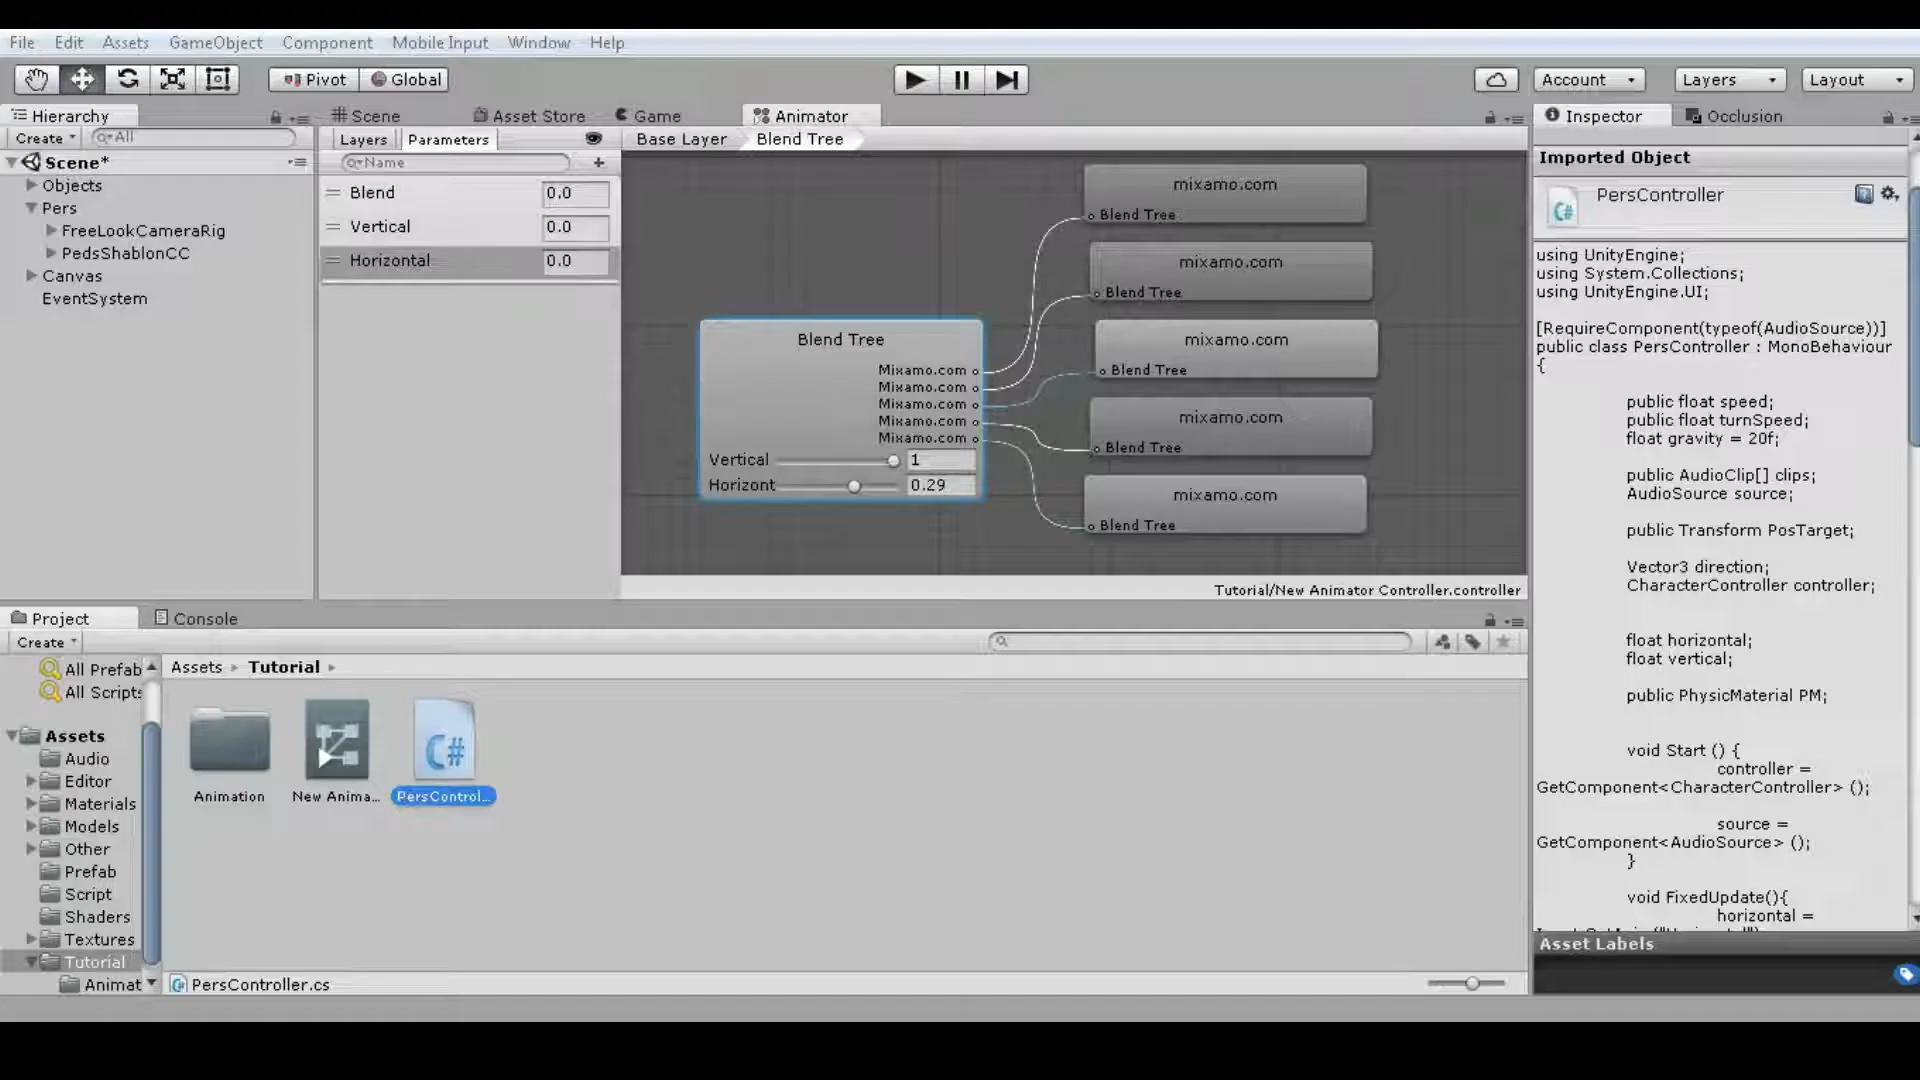 File Edit Assets GameObject Component Mobile Input Window Help
Pivot Global Account Layers Layout
Hierarchy
Create All
Scene*
Objects
Pers
FreeLookCameraRig
PedsShablonCC
Canvas
EventSystem
Scene Asset Store Game Animator
Layers Parameters
Name
Blend 0.0
Vertical 0.0
Horizontal 0.0
Base Layer Blend Tree
Blend Tree
Mixamo.com
Mixamo.com
Mixamo.com
Mixamo.com
Mixamo.com
Vertical 1
Horizont 0.29
mixamo.com
Blend Tree
mixamo.com
Blend Tree
mixamo.com
Blend Tree
mixamo.com
Blend Tree
mixamo.com
Blend Tree
Tutorial/New Animator Controller.controller
Inspector Occlusion
Imported Object
PersController
using UnityEngine;
using System.Collections;
using UnityEngine.UI;
[RequireComponent(typeof(AudioSource))]
public class PersController : MonoBehaviour
{
public float speed;
public float turnSpeed;
float gravity = 20f;
public AudioClip[] clips;
AudioSource source;
public Transform PosTarget;
Vector3 direction;
CharacterController controller;
float horizontal;
float vertical;
public PhysicMaterial PM;
void Start () {
controller =
GetComponent<CharacterController> ();
source =
GetComponent<AudioSource> ();
}
void FixedUpdate(){
horizontal =
Asset Labels
Project Console
Create
All Prefab
All Scripts
Assets
Audio
Editor
Materials
Models
Other
Prefab
Script
Shaders
Textures
Tutorial
Animat
Assets Tutorial
Animation
New Anima...
C#
PersControl...
PersController.cs